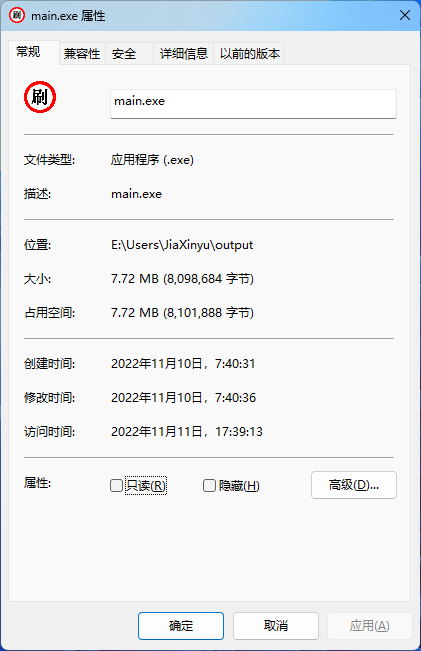 刷 main.exe 属性
常规 兼容性 安全 详细信息 以前的版本
刷 main.exe
文件类型: 应用程序 (.exe)
描述: main.exe
位置: E:\Users\JiaXinyu\output
大小: 7.72 MB (8,098,684 字节)
占用空间: 7.72 MB (8,101,888 字节)
创建时间: 2022年11月10日，7:40:31
修改时间: 2022年11月10日，7:40:36
访问时间: 2022年11月11日，17:39:13
属性: 只读(R) 隐藏(H) 高级(D)...
确定 取消 应用(A)